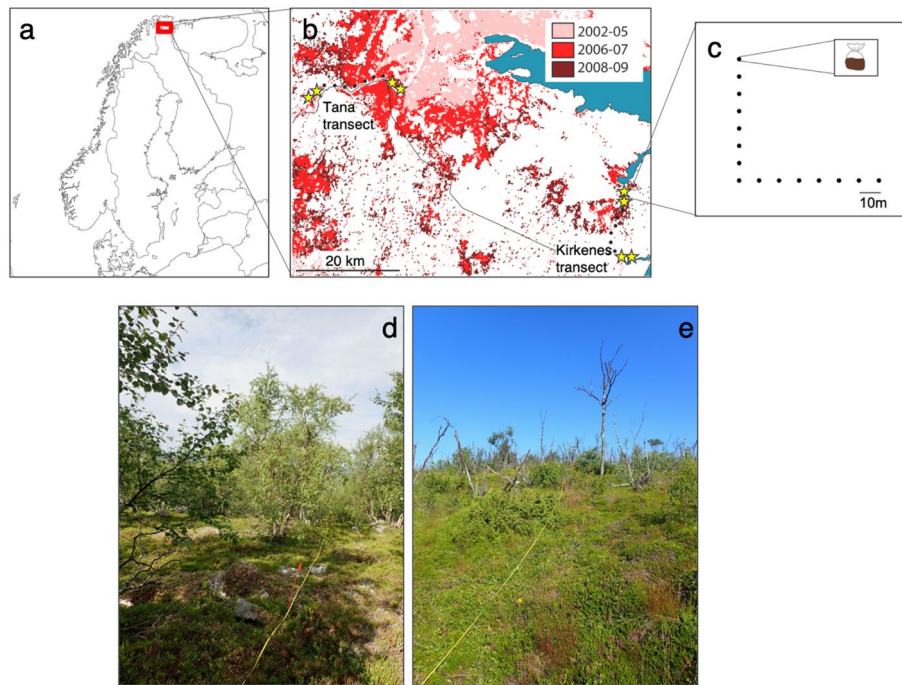 a
b
2002-05
2006-07
2008-09
Tana
transect
Kirkenes
transect
20 km
c
10m
d
e